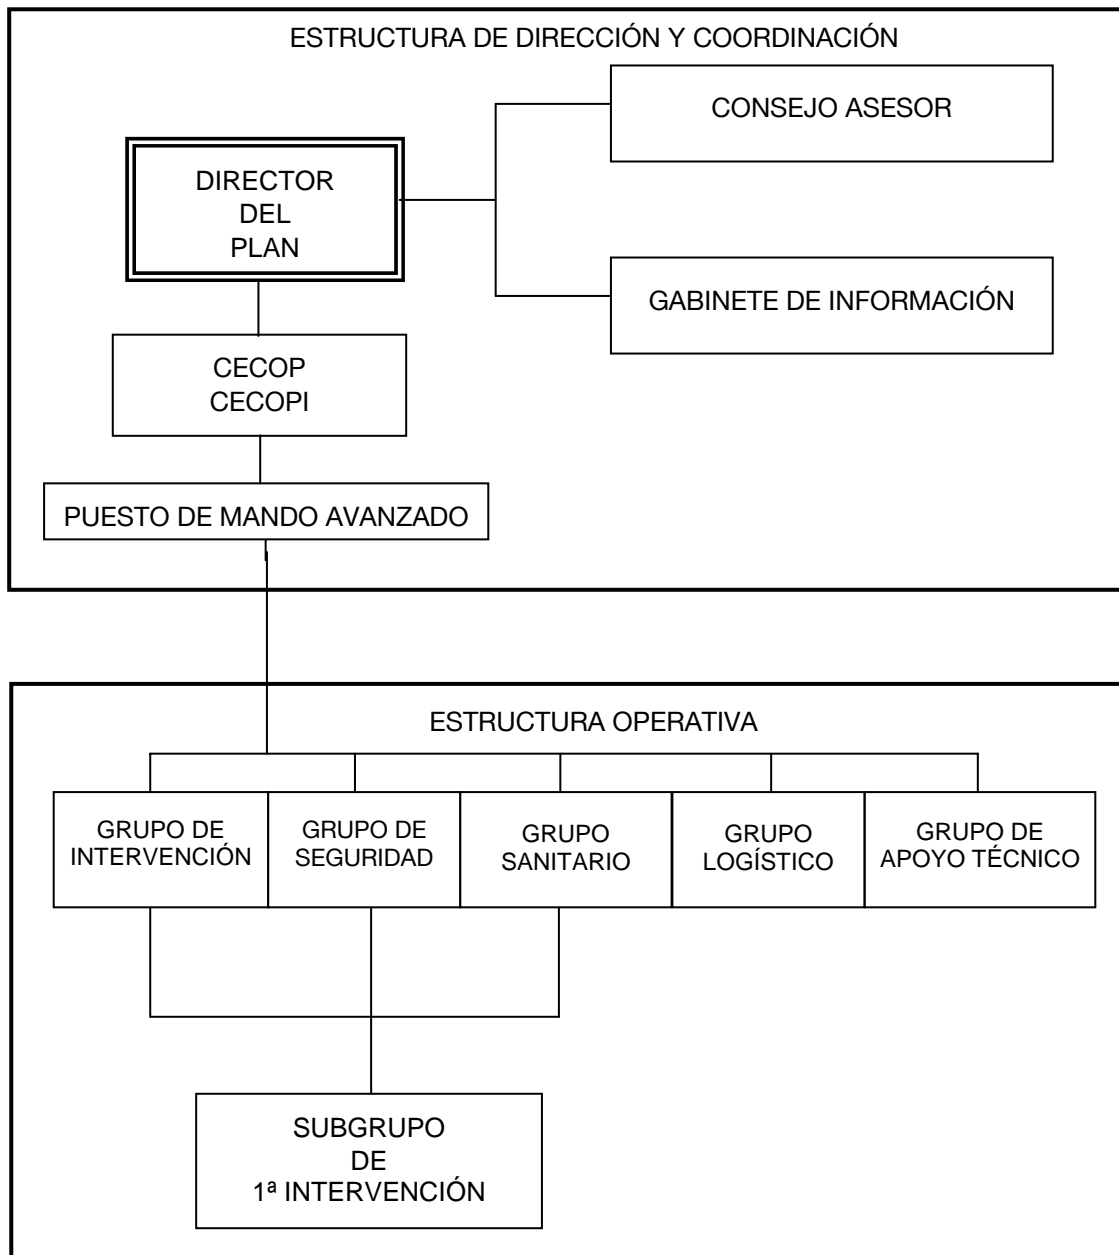 ESTRUCTURA DE DIRECCIÓN Y COORDINACIÓN
CONSEJO ASESOR
DIRECTOR
DEL
PLAN
GABINETE DE INFORMACIÓN
CECOP
CECOPI
PUESTO DE MANDO AVANZADO
ESTRUCTURA OPERATIVA
GRUPO DE
INTERVENCIÓN
GRUPO DE
SEGURIDAD
GRUPO
SANITARIO
GRUPO
LOGÍSTICO
GRUPO DE
APOYO TÉCNICO
SUBGRUPO
DE
1ª INTERVENCIÓN